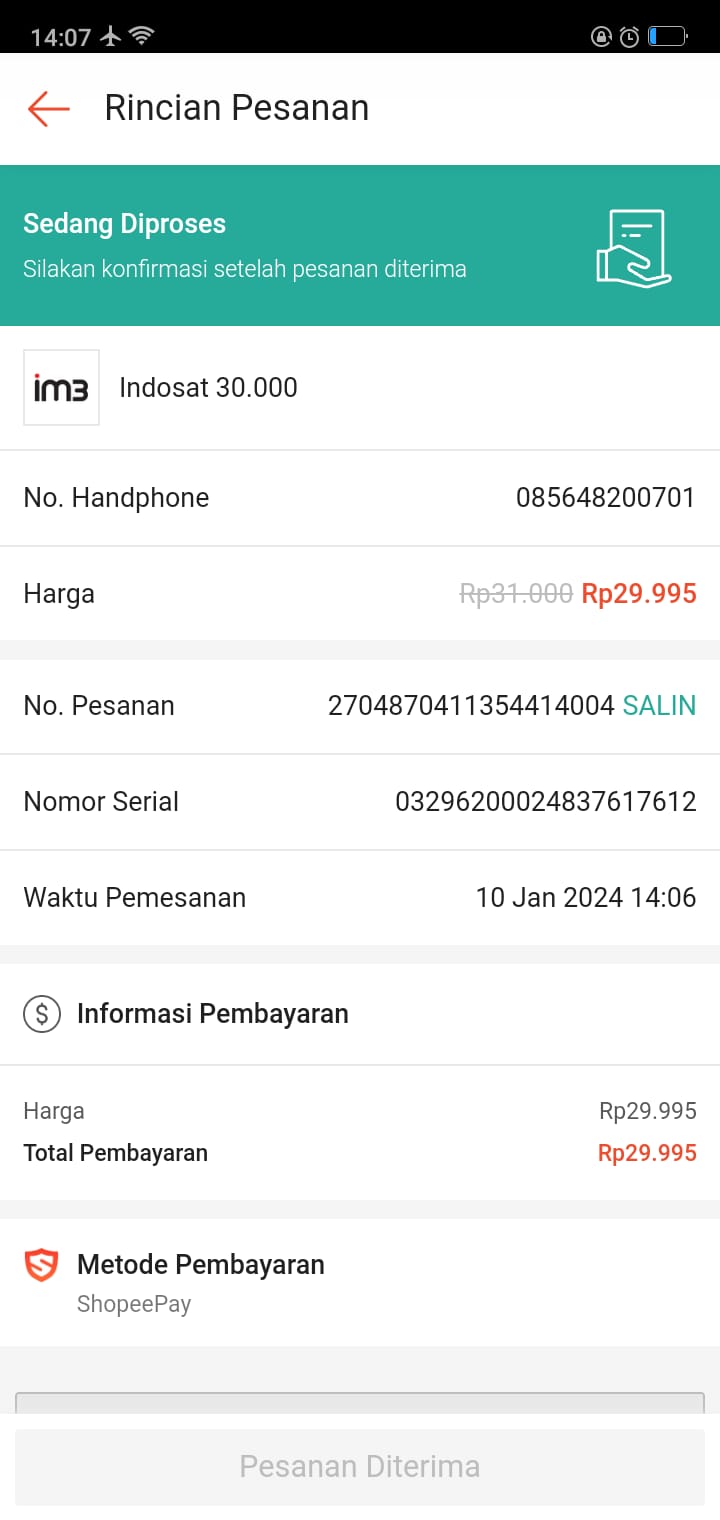 14:07
Rincian Pesanan
Sedang Diproses
Silakan konfirmasi setelah pesanan diterima
im3 Indosat 30.000
No. Handphone 085648200701
Harga Rp31.000 Rp29.995
No. Pesanan 2704870411354414004 SALIN
Nomor Serial 03296200024837617612
Waktu Pemesanan 10 Jan 2024 14:06
$ Informasi Pembayaran
Harga Rp29.995
Total Pembayaran Rp29.995
S Metode Pembayaran
ShopeePay
Pesanan Diterima